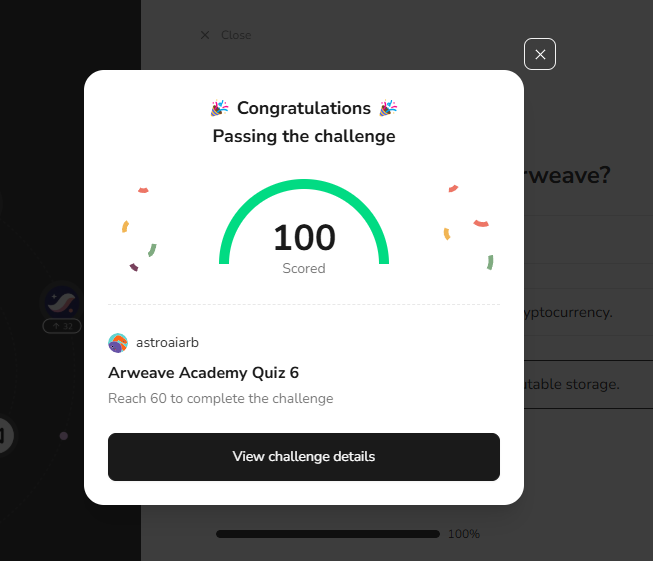 Close
Congratulations
Passing the challenge
rweave?
100
Scored
32
yptocurrency.
astroaiarb
Arweave Academy Quiz 6
utable storage.
Reach 60 to complete the challenge
View challenge details
100%